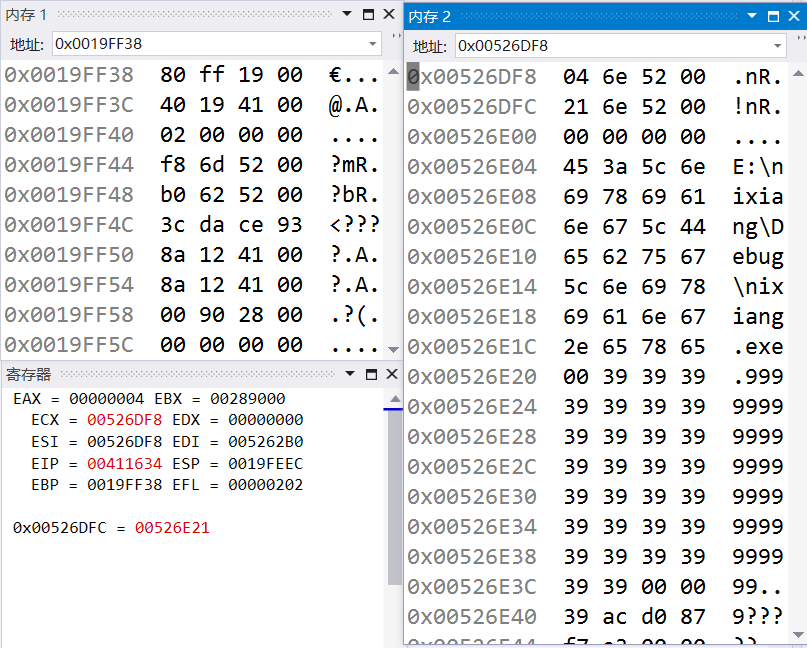 内存 1
地址: 0x0019FF38
0x0019FF38 80 ff 19 00 €...
0x0019FF3C 40 19 41 00 @.A.
0x0019FF40 02 00 00 00 ....
0x0019FF44 f8 6d 52 00 ?mR.
0x0019FF48 b0 62 52 00 ?bR.
0x0019FF4C 3c da ce 93 <???
0x0019FF50 8a 12 41 00 ?.A.
0x0019FF54 8a 12 41 00 ?.A.
0x0019FF58 00 90 28 00 .?(.
0x0019FF5C 00 00 00 00 ....
寄存器
EAX = 00000004 EBX = 00289000
ECX = 00526DF8 EDX = 00000000
ESI = 00526DF8 EDI = 005262B0
EIP = 00411634 ESP = 0019FEEC
EBP = 0019FF38 EFL = 00000202
0x00526DFC = 00526E21
内存 2
地址: 0x00526DF8
0x00526DF8 04 6e 52 00 .nR.
0x00526DFC 21 6e 52 00 !nR.
0x00526E00 00 00 00 00 ....
0x00526E04 45 3a 5c 6e E:\n
0x00526E08 69 78 69 61 ixia
0x00526E0C 6e 67 5c 44 ng\D
0x00526E10 65 62 75 67 ebug
0x00526E14 5c 6e 69 78 \nix
0x00526E18 69 61 6e 67 iang
0x00526E1C 2e 65 78 65 .exe
0x00526E20 00 39 39 39 .999
0x00526E24 39 39 39 39 9999
0x00526E28 39 39 39 39 9999
0x00526E2C 39 39 39 39 9999
0x00526E30 39 39 39 39 9999
0x00526E34 39 39 39 39 9999
0x00526E38 39 39 39 39 9999
0x00526E3C 39 39 00 00 99..
0x00526E40 39 ac d0 87 9???